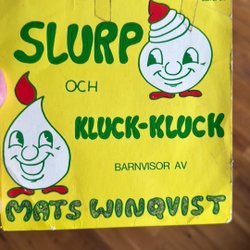 SLURP
OCH
KLUCK-KLUCK
BARNVISOR AV
MATS WINQVIST